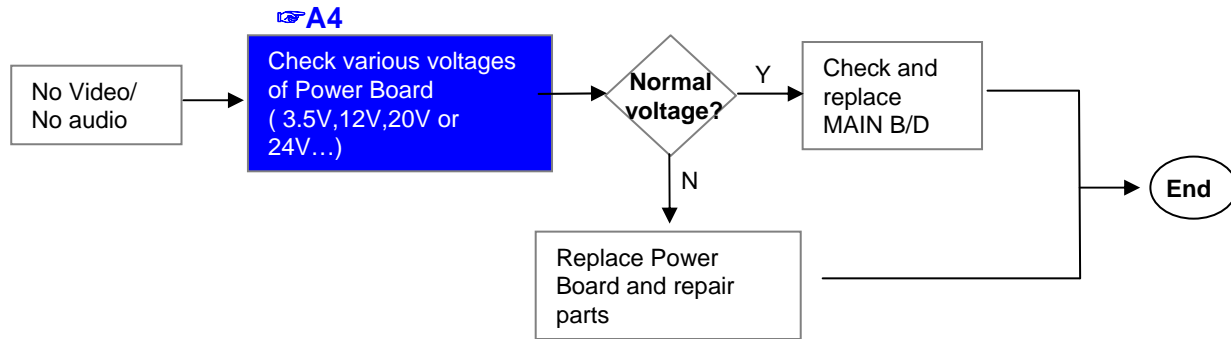 ☞A4
No Video/
No audio
Check various voltages
of Power Board
( 3.5V,12V,20V or
24V…)
Normal
voltage?
Y
Check and
replace
MAIN B/D
N
Replace Power
Board and repair
parts
End